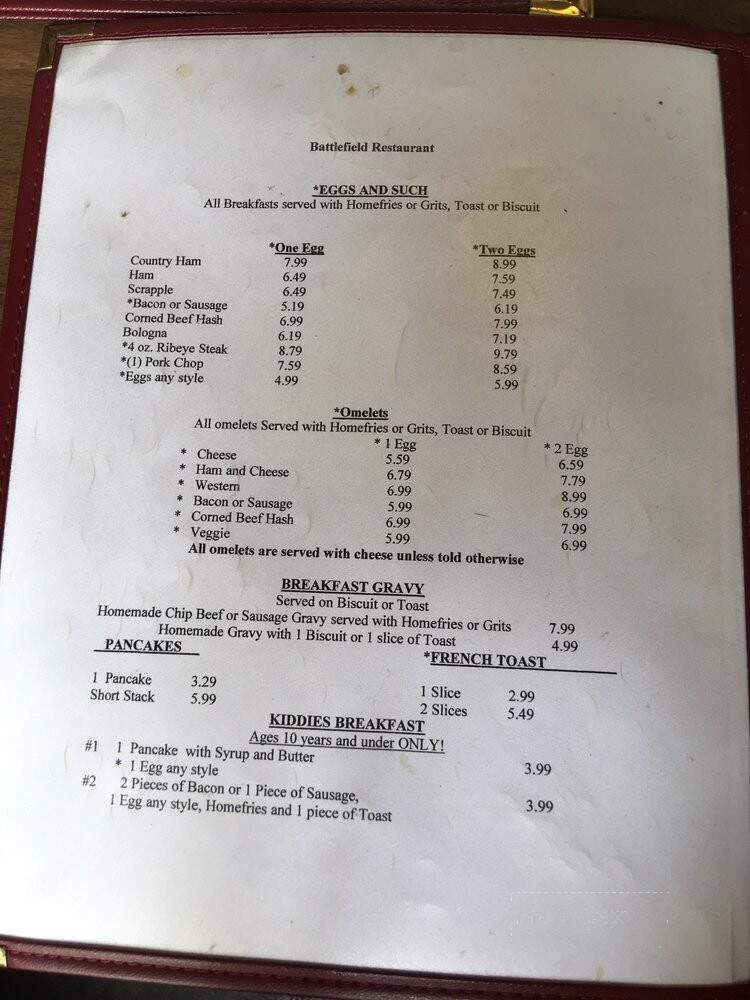 Battlefield Restaurant
*EGGS AND SUCH
All Breakfasts served with Homefries or Grits, Toast or Biscuit
*One Egg *Two Eggs
Country Ham 7.99 8.99
Ham 6.49 7.59
Scrapple 6.49 7.49
*Bacon or Sausage 5.19 6.19
Corned Beef Hash 6.99 7.99
Bologna 6.19 7.19
*4 oz. Ribeye Steak 8.79 9.79
*(1) Pork Chop 7.59 8.59
*Eggs any style 4.99 5.99
*Omelets
All omelets Served with Homefries or Grits, Toast or Biscuit
* 1 Egg * 2 Egg
* Cheese 5.59 6.59
* Ham and Cheese 6.79 7.79
* Western 6.99 8.99
* Bacon or Sausage 5.99 6.99
* Corned Beef Hash 6.99 7.99
* Veggie 5.99 6.99
All omelets are served with cheese unless told otherwise
BREAKFAST GRAVY
Served on Biscuit or Toast
Homemade Chip Beef or Sausage Gravy served with Homefries or Grits 7.99
Homemade Gravy with 1 Biscuit or 1 slice of Toast 4.99
PANCAKES *FRENCH TOAST
1 Pancake 3.29 1 Slice 2.99
Short Stack 5.99 2 Slices 5.49
KIDDIES BREAKFAST
Ages 10 years and under ONLY!
#1 1 Pancake with Syrup and Butter
* 1 Egg any style 3.99
#2 2 Pieces of Bacon or 1 Piece of Sausage,
1 Egg any style, Homefries and 1 piece of Toast 3.99